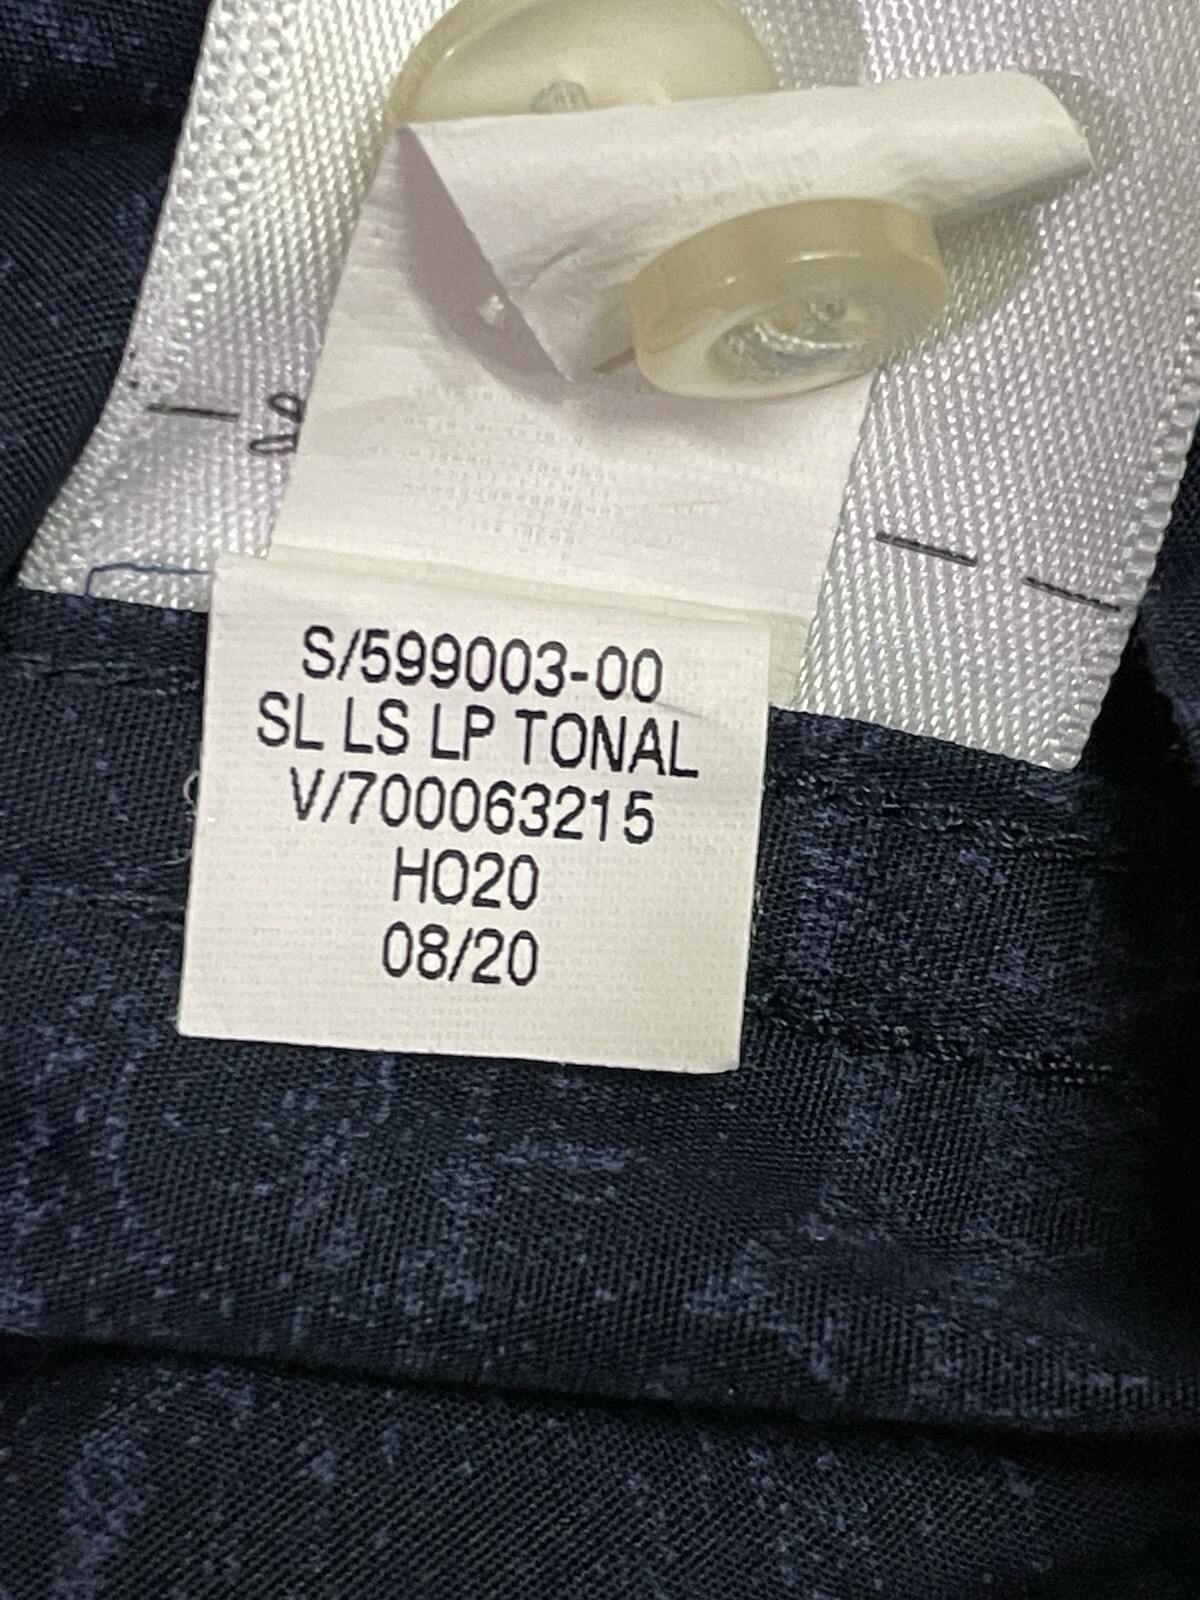 S/599003-00
SL LS LP TONAL
V/700063215
HO20
08/20